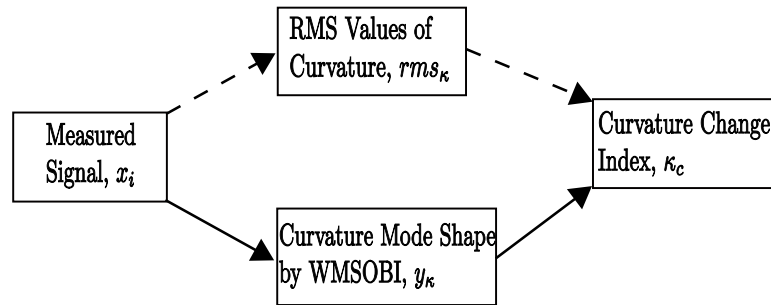 RMS Values of
Curvature, rms_κ
Measured
Signal, x_i
Curvature Change
Index, κ_c
Curvature Mode Shape
by WMSOBI, y_κ